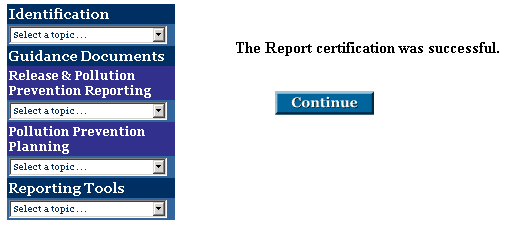 Identification
Select a topic . . .
Guidance Documents
Release & Pollution
Prevention Reporting
Select a topic . . .
Pollution Prevention
Planning
Select a topic . . .
Reporting Tools
Select a topic . . .
The Report certification was successful.
Continue